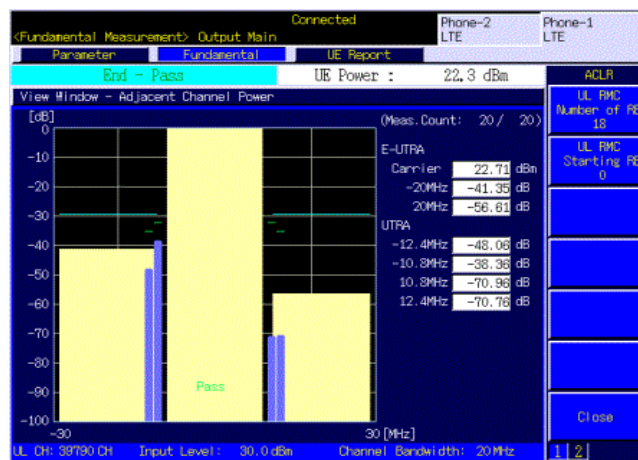 Connected
<Fundamental Measurement> Output Main
Phone-2
LTE
Phone-1
LTE
Parameter Fundamental UE Report
End - Pass UE Power : 22.3 dBm
ACLR
View Window - Adjacent Channel Power
UL RMC
Number of RB
18
UL RMC
Starting RB
0
[dB]
(Meas.Count: 20/ 20)
0
-10
-20
-30
-40
-50
-60
-70
-80
-90
-100
E-UTRA
Carrier 22.71 dBm
-20MHz -41.35 dB
20MHz -56.61 dB
UTRA
-12.4MHz -48.06 dB
-10.8MHz -38.36 dB
10.8MHz -70.96 dB
12.4MHz -70.76 dB
Pass
-30 30 [MHz]
Close
UL CH: 39790 CH Input Level: 30.0 dBm Channel Bandwidth: 20 MHz
1 2